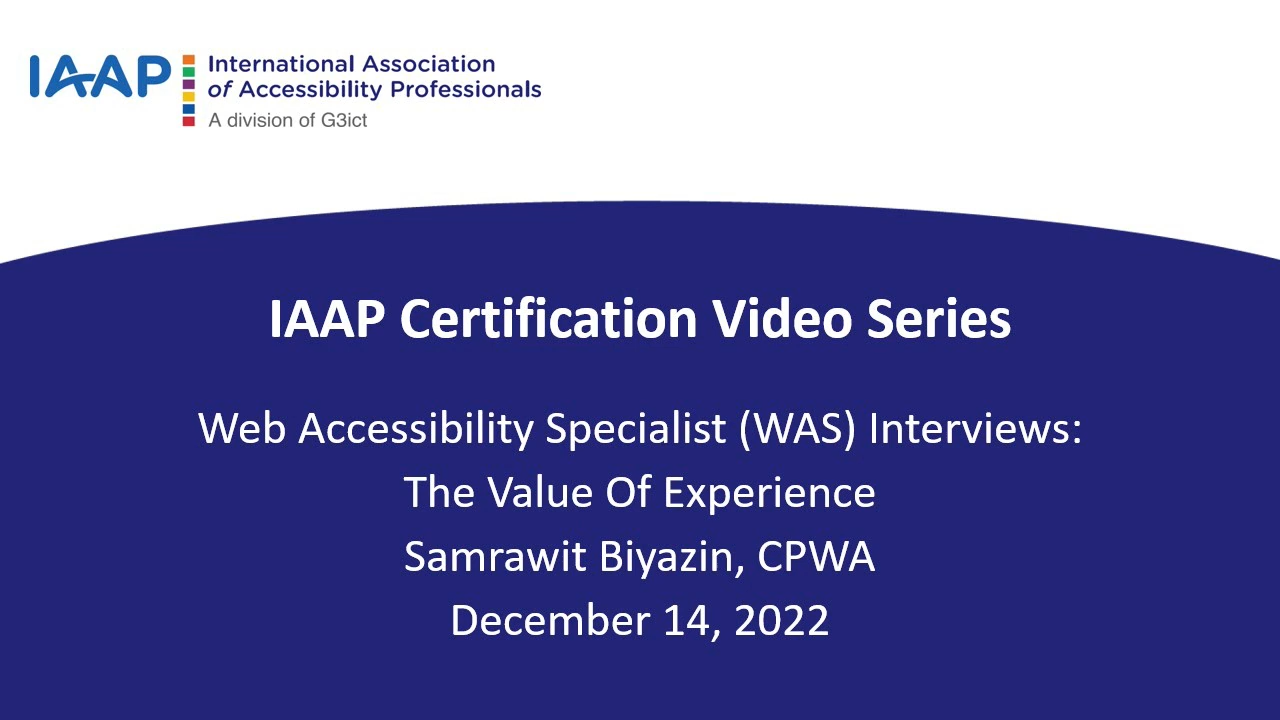 IAAP
International Association
of Accessibility Professionals
A division of G3ict
IAAP Certification Video Series
Web Accessibility Specialist (WAS) Interviews:
The Value Of Experience
Samrawit Biyazin, CPWA
December 14, 2022